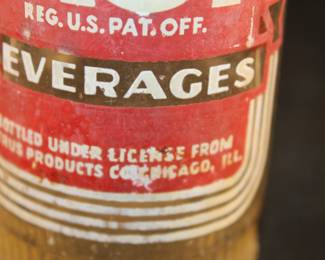 REG. U.S. PAT. OFF.
EVERAGES
OTTLED UNDER LICENSE FROM
RUS PRODUCTS CO. CHICAGO, ILL.